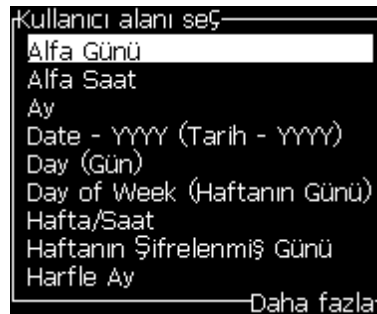 Kullanıcı alanı seÇ
Alfa Günü
Alfa Saat
Ay
Date - YYYY (Tarih - YYYY)
Day (Gün)
Day of Week (Haftanın Günü)
Hafta/Saat
Haftanın Şifrelenmiş Günü
Harfle Ay
Daha fazla